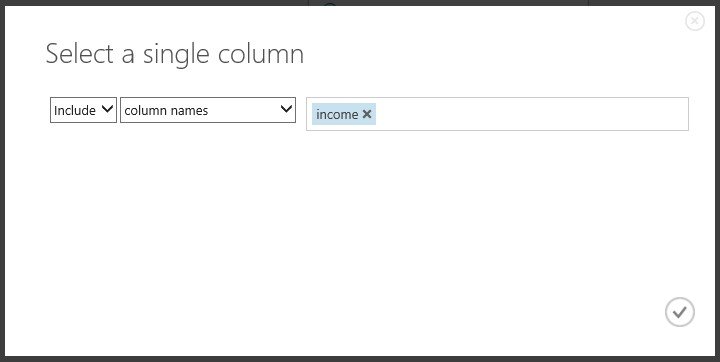 Select a single column
Include column names income